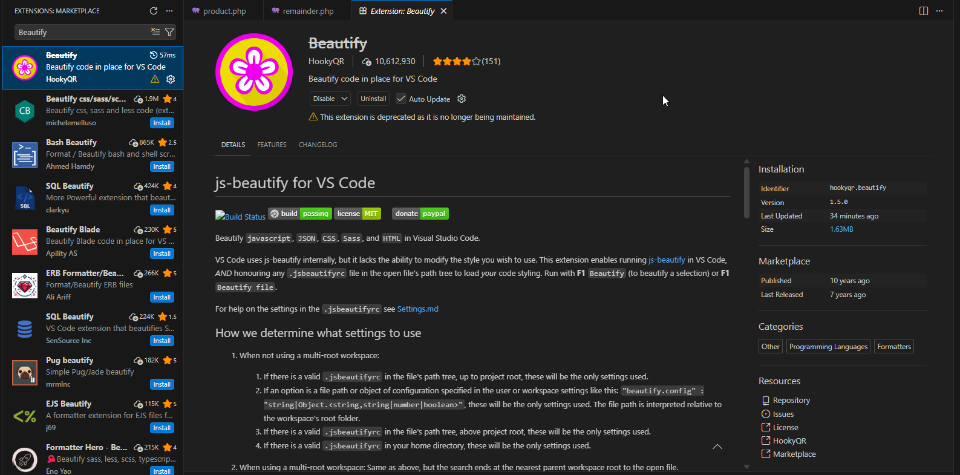 EXTENSIONS: MARKETPLACE
Beautify
Beautify
57ms
Beautify code in place for VS Code
HookyQR
Beautify css/sass/sc...
1.9M
4
Beautify css, sass and less code (ext...
michelemelluso
Install
Bash Beautify
865K
2.5
Format / Beautify bash and shell scr...
Ahmed Hamdy
Install
SQL Beautify
424K
4
More Powerful extension that beaut...
clarkyu
Install
Beautify Blade
230K
5
Beautify Blade code in place for VS ...
Apility AS
Install
ERB Formatter/Bea...
266K
5
Format/Beautify ERB files
Ali Ariff
Install
SQL Beautify
224K
1.5
VS Code extension that beautifies S...
SenSource Inc
Install
Pug beautify
182K
5
Simple Pug/Jade beautify
mrmlnc
Install
EJS Beautify
115K
5
A formatter extension for EJS files f...
j69
Install
Formatter Hero - Be...
215K
4
Beautify sass, less, scss, typescrip...
Eno Yao
Install
product.php
remainder.php
Extension: Beautify
Beautify
HookyQR
10,612,930
(151)
Beautify code in place for VS Code
Disable
Uninstall
Auto Update
This extension is deprecated as it is no longer being maintained.
DETAILS
FEATURES
CHANGELOG
js-beautify for VS Code
Build Status
build passing
license MIT
donate paypal
Beautify javascript, JSON, CSS, Sass, and HTML in Visual Studio Code.
VS Code uses js-beautify internally, but it lacks the ability to modify the style you wish to use. This extension enables running js-beautify in VS Code,
AND honouring any .jsbeautifyrc file in the open file's path tree to load your code styling. Run with F1 Beautify (to beautify a selection) or F1
Beautify file.
For help on the settings in the .jsbeautifyrc see Settings.md
How we determine what settings to use
1. When not using a multi-root workspace:
1. If there is a valid .jsbeautifyrc in the file's path tree, up to project root, these will be the only settings used.
2. If an option is a file path or object of configuration specified in the user or workspace settings like this: "beautify.config" :
"string|Object.<string,string|number|boolean>", these will be the only settings used. The file path is interpreted relative to
the workspace's root folder.
3. If there is a valid .jsbeautifyrc in the file's path tree, above project root, these will be the only settings used.
4. If there is a valid .jsbeautifyrc in your home directory, these will be the only settings used.
2. When using a multi-root workspace: Same as above, but the search ends at the nearest parent workspace root to the open file.
Installation
Identifier
hookyqr.beautify
Version
1.5.0
Last Updated
34 minutes ago
Size
1.63MB
Marketplace
Published
10 years ago
Last Released
7 years ago
Categories
Other
Programming Languages
Formatters
Resources
Repository
Issues
License
HookyQR
Marketplace